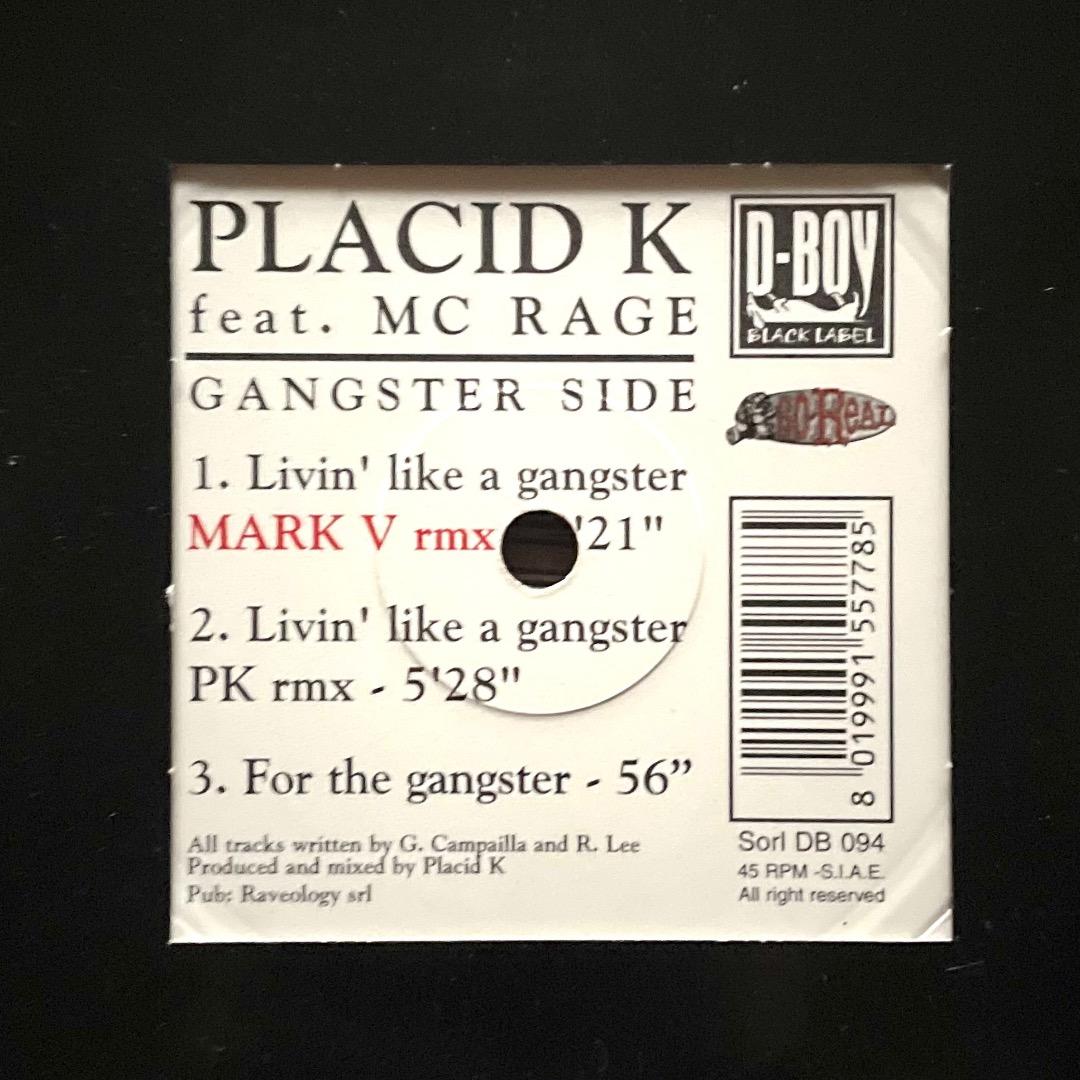 PLACID K
feat. MC RAGE
GANGSTER SIDE
1. Livin' like a gangster
MARK V rmx '21"
2. Livin' like a gangster
PK rmx - 5'28"
3. For the gangster - 56”
All tracks written by G. Campailla and R. Lee
Produced and mixed by Placid K
Pub: Raveology srl
D-BOY
BLACK LABEL
SO-REAL
8 019991 557785
Sorl DB 094
45 RPM -S.I.A.E.
All right reserved